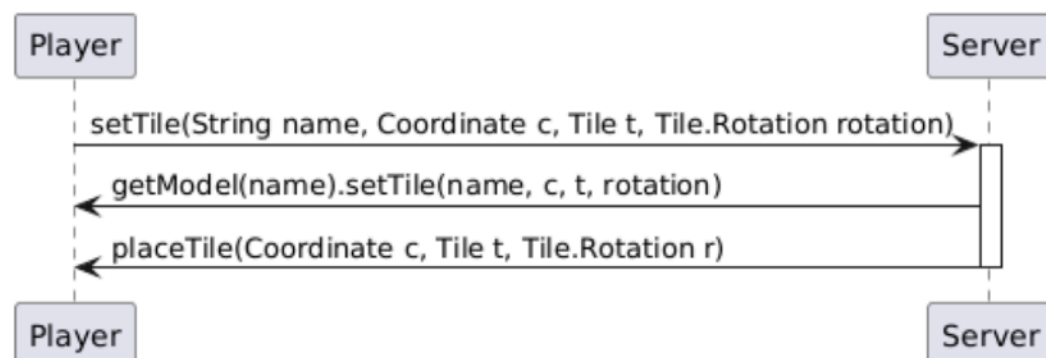 Player
Server
setTile(String name, Coordinate c, Tile t, Tile.Rotation rotation)
getModel(name).setTile(name, c, t, rotation)
placeTile(Coordinate c, Tile t, Tile.Rotation r)
Player
Server